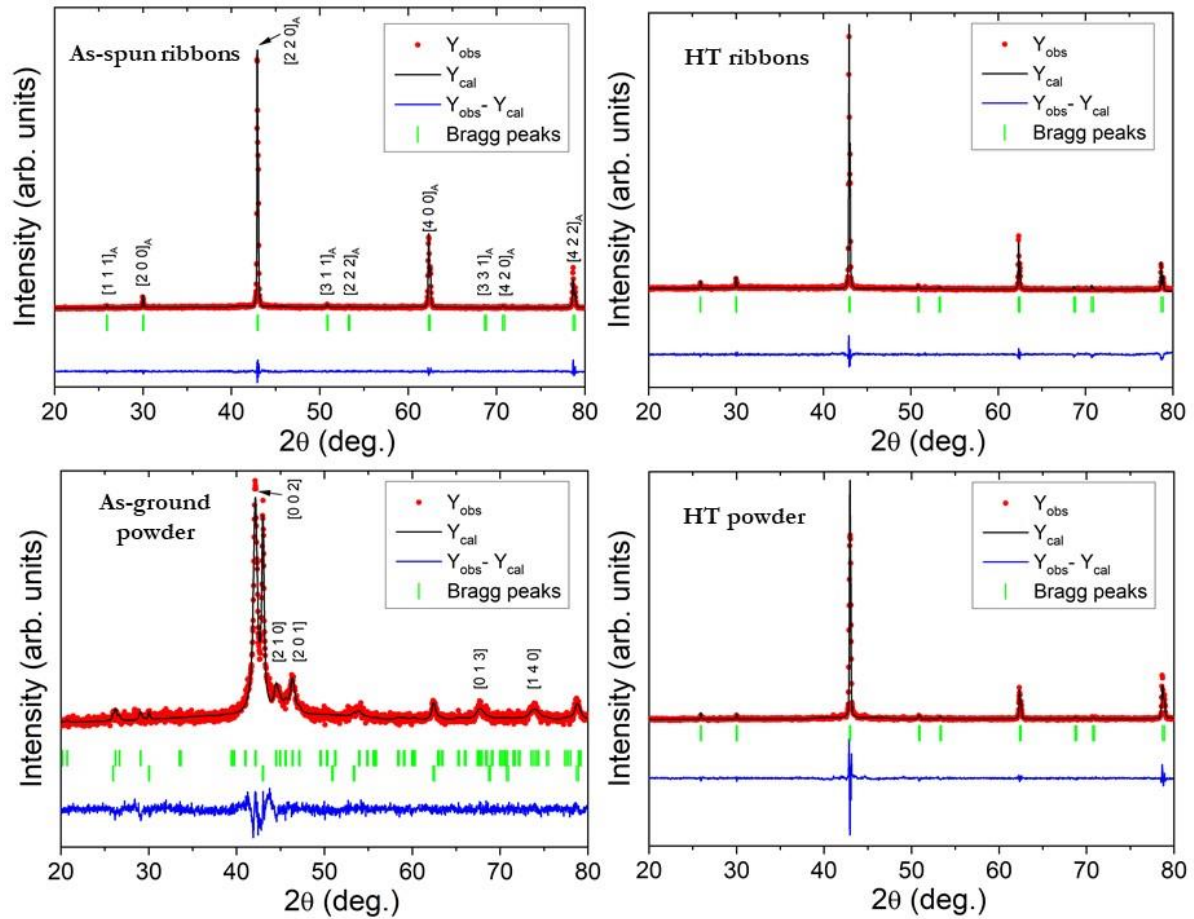 As-spun ribbons
[2 2 0]A
Yobs
Ycal
Yobs- Ycal
Bragg peaks
[1 1 1]A
[2 0 0]A
[3 1 1]A
[2 2 2]A
[4 0 0]A
[3 3 1]A
[4 2 0]A
[4 2 2]A
Intensity (arb. units)
20 30 40 50 60 70 80
2θ (deg.)
HT ribbons
Yobs
Ycal
Yobs- Ycal
Bragg peaks
Intensity (arb. units)
20 30 40 50 60 70 80
2θ (deg.)
As-ground
powder
[0 0 2]
Yobs
Ycal
Yobs- Ycal
Bragg peaks
[2 1 0]
[2 0 1]
[0 1 3]
[1 4 0]
Intensity (arb. units)
20 30 40 50 60 70 80
2θ (deg.)
HT powder
Yobs
Ycal
Yobs- Ycal
Bragg peaks
Intensity (arb. units)
20 30 40 50 60 70 80
2θ (deg.)